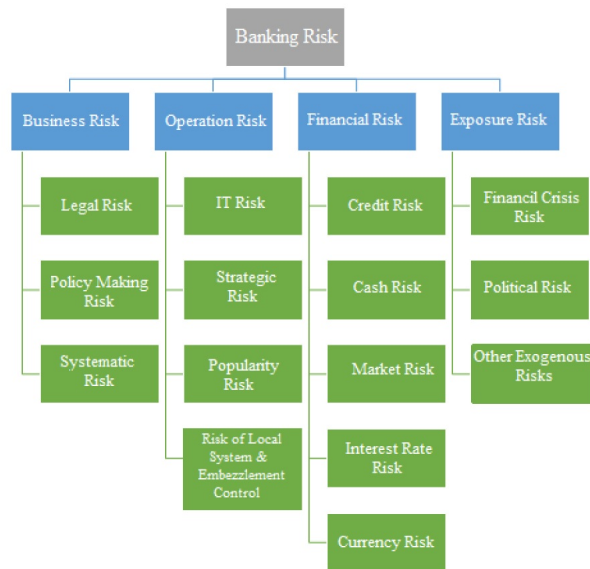 Banking Risk
Business Risk
Operation Risk
Financial Risk
Exposure Risk
Legal Risk
Policy Making
Risk
Systematic
Risk
IT Risk
Strategic
Risk
Popularity
Risk
Risk of Local
System &
Embezzlement
Control
Credit Risk
Cash Risk
Market Risk
Interest Rate
Risk
Currency Risk
Financil Crisis
Risk
Political Risk
Other Exogenous
Risks